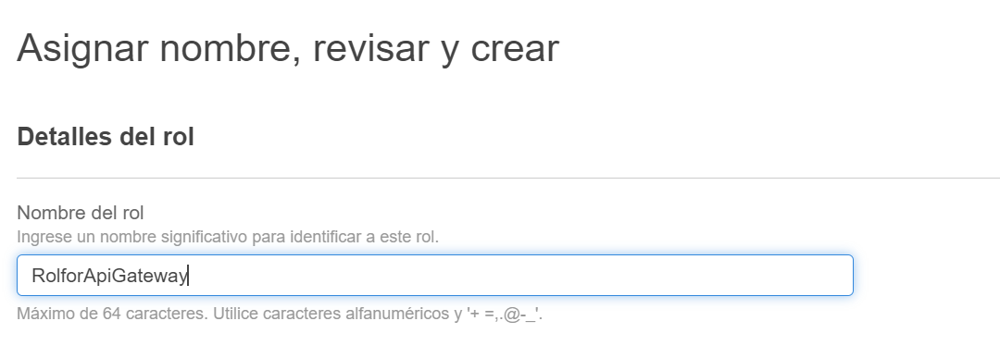 Asignar nombre, revisar y crear
Detalles del rol
Nombre del rol
Ingrese un nombre significativo para identificar a este rol.
RolforApiGateway
Máximo de 64 caracteres. Utilice caracteres alfanuméricos y '+ =,.@-_'.